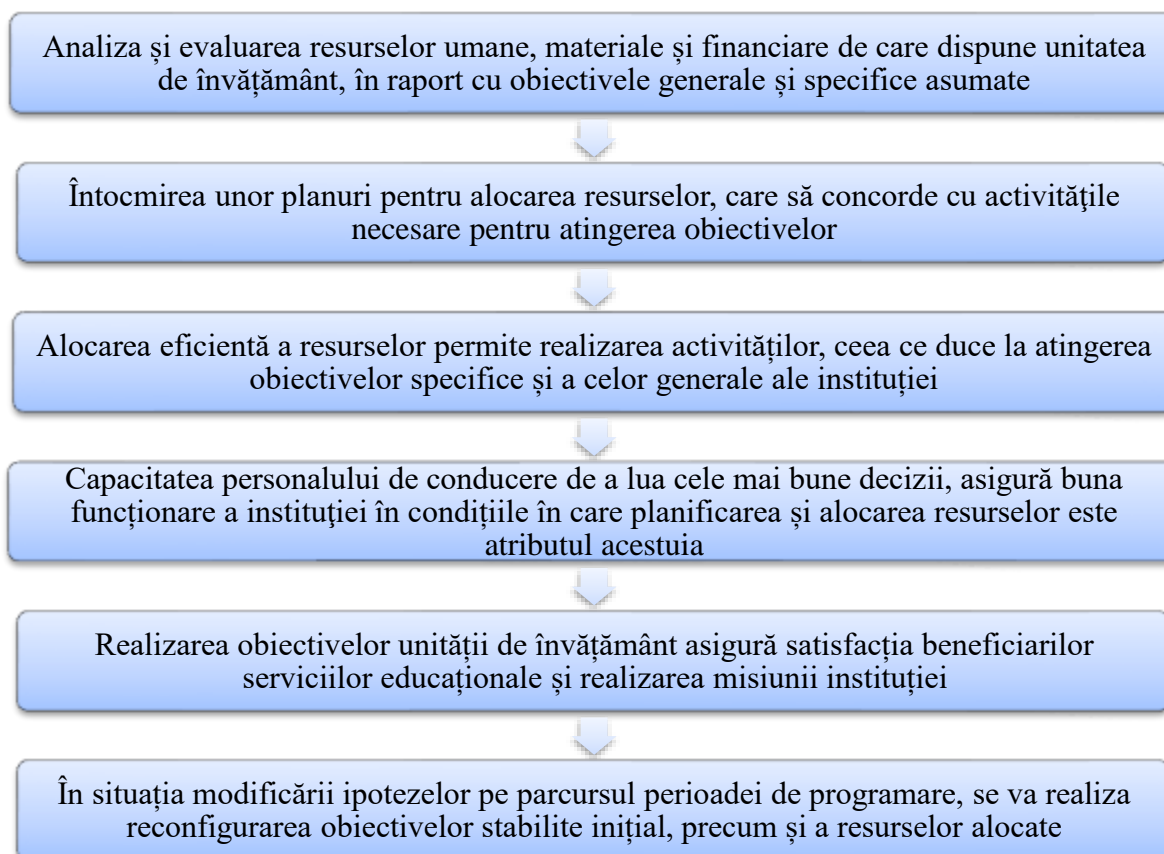 Analiza și evaluarea resurselor umane, materiale și financiare de care dispune unitatea
de învățământ, în raport cu obiectivele generale și specifice asumate
Întocmirea unor planuri pentru alocarea resurselor, care să concorde cu activităţile
necesare pentru atingerea obiectivelor
Alocarea eficientă a resurselor permite realizarea activităților, ceea ce duce la atingerea
obiectivelor specifice și a celor generale ale instituției
Capacitatea personalului de conducere de a lua cele mai bune decizii, asigură buna
funcționare a instituţiei în condițiile în care planificarea și alocarea resurselor este
atributul acestuia
Realizarea obiectivelor unității de învățământ asigură satisfacția beneficiarilor
serviciilor educaționale și realizarea misiunii instituției
În situația modificării ipotezelor pe parcursul perioadei de programare, se va realiza
reconfigurarea obiectivelor stabilite inițial, precum și a resurselor alocate